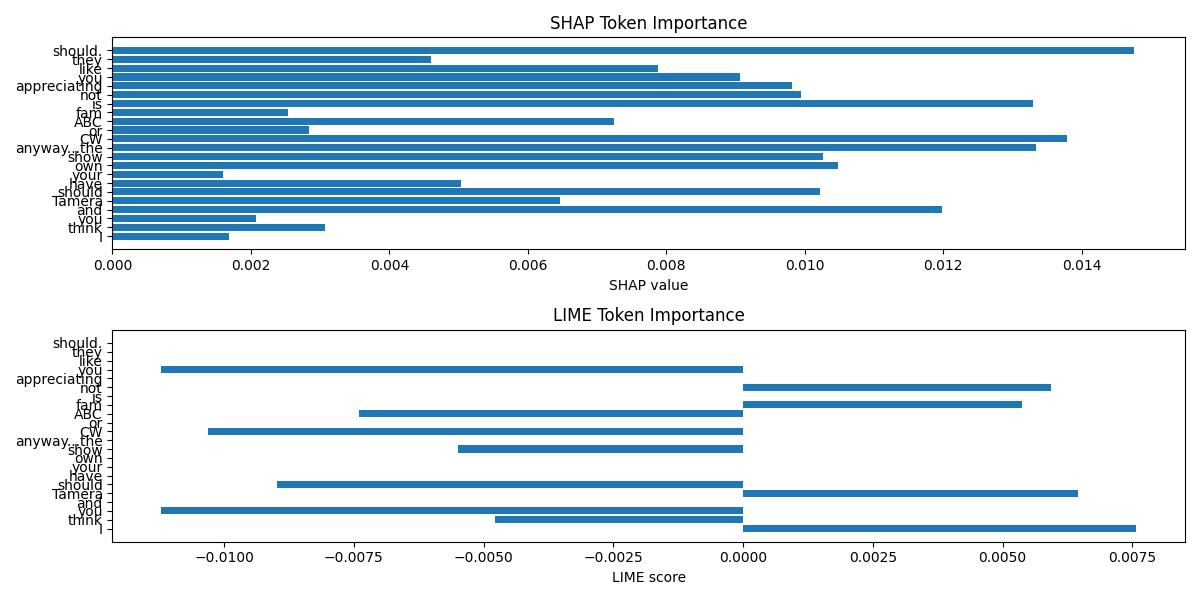 SHAP Token Importance
should.
they
like
you
appreciating
not
is
fam
ABC
or
CW
anyway...the
show
own
your
have
should
Tamera
and
you
think
I
0.000 0.002 0.004 0.006 0.008 0.010 0.012 0.014
SHAP value
LIME Token Importance
should.
they
like
you
appreciating
not
is
fam
ABC
or
CW
anyway...the
show
own
your
have
should
Tamera
and
you
think
I
−0.0100 −0.0075 −0.0050 −0.0025 0.0000 0.0025 0.0050 0.0075
LIME score